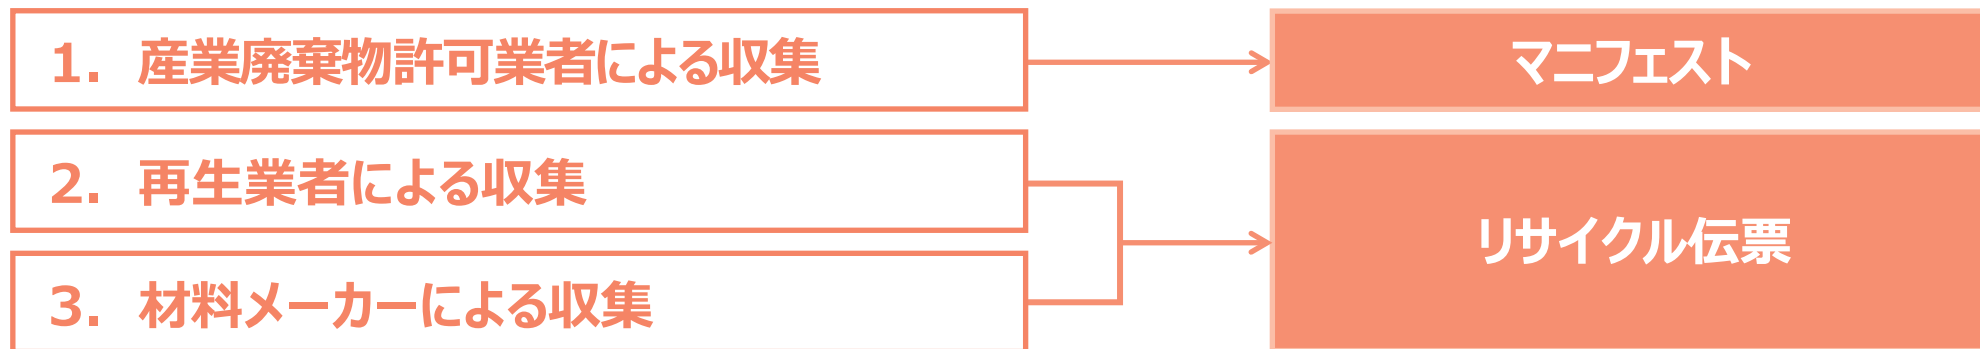 1. 産業廃棄物許可業者による収集
マニフェスト
2. 再生業者による収集
リサイクル伝票
3. 材料メーカーによる収集